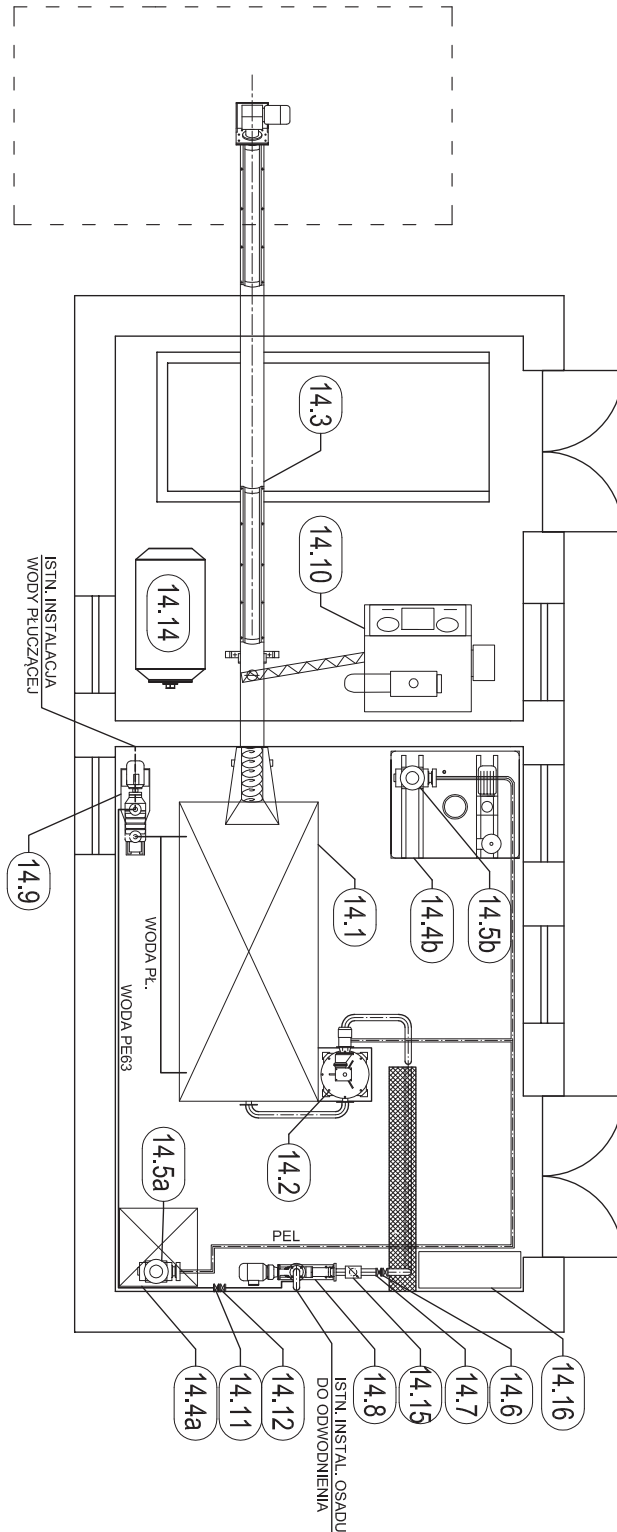 14.3
14.10
14.14
ISTN. INSTALACJA
WODY PŁUCZĄCEJ
14.9
14.1
14.4b
14.5b
WODA PŁ.
WODA PE63
14.2
14.5a
PEL
14.4a
14.11
14.12
14.8
14.15
14.7
14.6
14.16
ISTN. INSTAL. OSADU
DO ODWODNIENIA